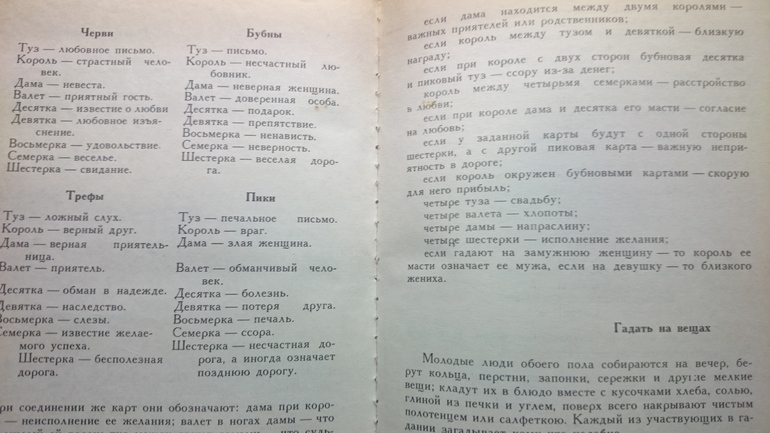 Черви
Туз — любовное письмо.
Король — страстный чело-
век.
Дама — невеста.
Валет — приятный гость.
Десятка — известие о любви
Девятка — любовное изъя-
снение.
Восьмерка — удовольствие.
Семерка — веселье.
Шестерка — свидание.
Бубны
Туз — письмо.
Король — несчастный лю-
бовник.
Дама — неверная женщина.
Валет — доверенная особа.
Десятка — подарок.
Девятка — препятствие.
Восьмерка — ненависть.
Семерка — неверность.
Шестерка — веселая доро-
га.
Трефы
Туз — ложный слух.
Король — верный друг.
Дама — верная приятель-
ница.
Валет — приятель.
Десятка — обман в надежде.
Девятка — наследство.
Восьмерка — слезы.
Семерка — известие желае-
мого успеха.
Шестерка — бесполезная
дорога.
Пики
Туз — печальное письмо.
Король — враг.
Дама — злая женщина.
Валет — обманчивый чело-
век.
Десятка — болезнь.
Девятка — потеря друга.
Восьмерка — печаль.
Семерка — ссора.
Шестерка — несчастная до-
рога, а иногда означает
позднюю дорогу.
ри соединении же карт они обозначают: дама при коро-
— неисполнение ее желания; валет в ногах дамы — что
если дама находится между двумя королями —
важных приятелей или родственников;
если король между тузом и девяткой — близкую
награду;
если при короле с двух сторон бубновая десятка
и пиковый туз — ссору из-за денег;
король между четырьмя семерками — расстройство
в любви;
если при короле дама и десятка его масти — согласие
на любовь;
если у заданной карты будут с одной стороны
шестерки, а с другой пиковая карта — важную непри-
ятность в дороге;
если король окружен бубновыми картами — скорую
для него прибыль;
четыре туза — свадьбу;
четыре валета — хлопоты;
четыре дамы — напраслину;
четыре шестерки — исполнение желания;
если гадают на замужнюю женщину — то король ее
масти означает ее мужа, если на девушку — то близкого
жениха.
Гадать на вещах
Молодые люди обоего пола собираются на вечер, бе-
рут кольца, перстни, запонки, сережки и другие мелкие
вещи; кладут их в блюдо вместе с кусочками хлеба, солью,
глиной из печки и углем, поверх всего накрывают чистым
полотенцем или салфеткой. Каждый из участвующих в га-
дании загадывает